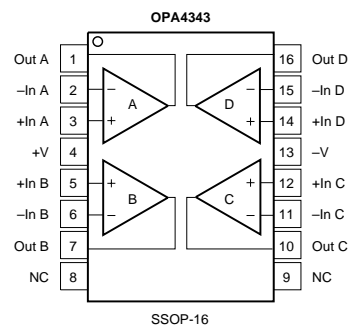 OPA4343
Out A 1 16 Out D
–In A 2 – – 15 –In D
A D
+In A 3 + + 14 +In D
+V 4 13 –V
+In B 5 + + 12 +In C
B C
–In B 6 – – 11 –In C
Out B 7 10 Out C
NC 8 9 NC
SSOP-16